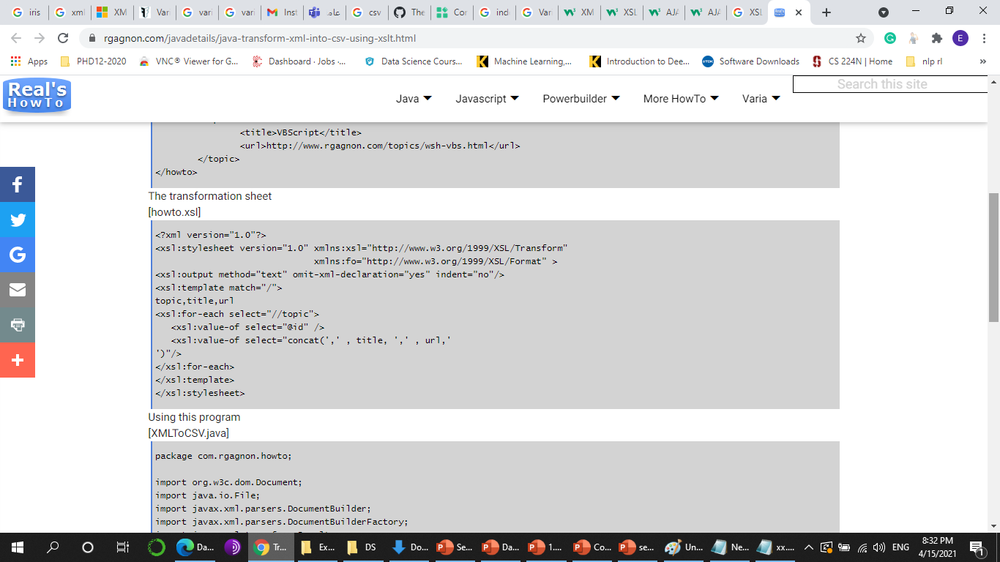 iris
xml
XM
Vari
vari
vari
Inst
عام
csv
The
Cor
ind
Var
XM
XSL
AJA
AJA
XSL
rgagnon.com/javadetails/java-transform-xml-into-csv-using-xslt.html
E
Apps
PHD12-2020
VNC® Viewer for G...
Dashboard · Jobs ·...
Data Science Cours...
Machine Learning,...
Introduction to Dee...
Software Downloads
CS 224N | Home
nlp rl
»
Real's
HowTo
Java
Javascript
Powerbuilder
More HowTo
Varia
Search this site
<title>VBScript</title>
<url>http://www.rgagnon.com/topics/wsh-vbs.html</url>
</topic>
</howto>
The transformation sheet
[howto.xsl]
<?xml version="1.0"?>
<xsl:stylesheet version="1.0" xmlns:xsl="http://www.w3.org/1999/XSL/Transform"
xmlns:fo="http://www.w3.org/1999/XSL/Format" >
<xsl:output method="text" omit-xml-declaration="yes" indent="no"/>
<xsl:template match="/">
topic,title,url
<xsl:for-each select="//topic">
<xsl:value-of select="@id" />
<xsl:value-of select="concat(',' , title, ',' , url,'
')"/>
</xsl:for-each>
</xsl:template>
</xsl:stylesheet>
Using this program
[XMLToCSV.java]
package com.rgagnon.howto;
import org.w3c.dom.Document;
import java.io.File;
import javax.xml.parsers.DocumentBuilder;
import javax.xml.parsers.DocumentBuilderFactory;
Da...
Tr...
Ex...
DS
Do...
Se...
Da...
1....
Co...
se...
Un...
Ne...
xx....
ENG
8:32 PM
4/15/2021
1